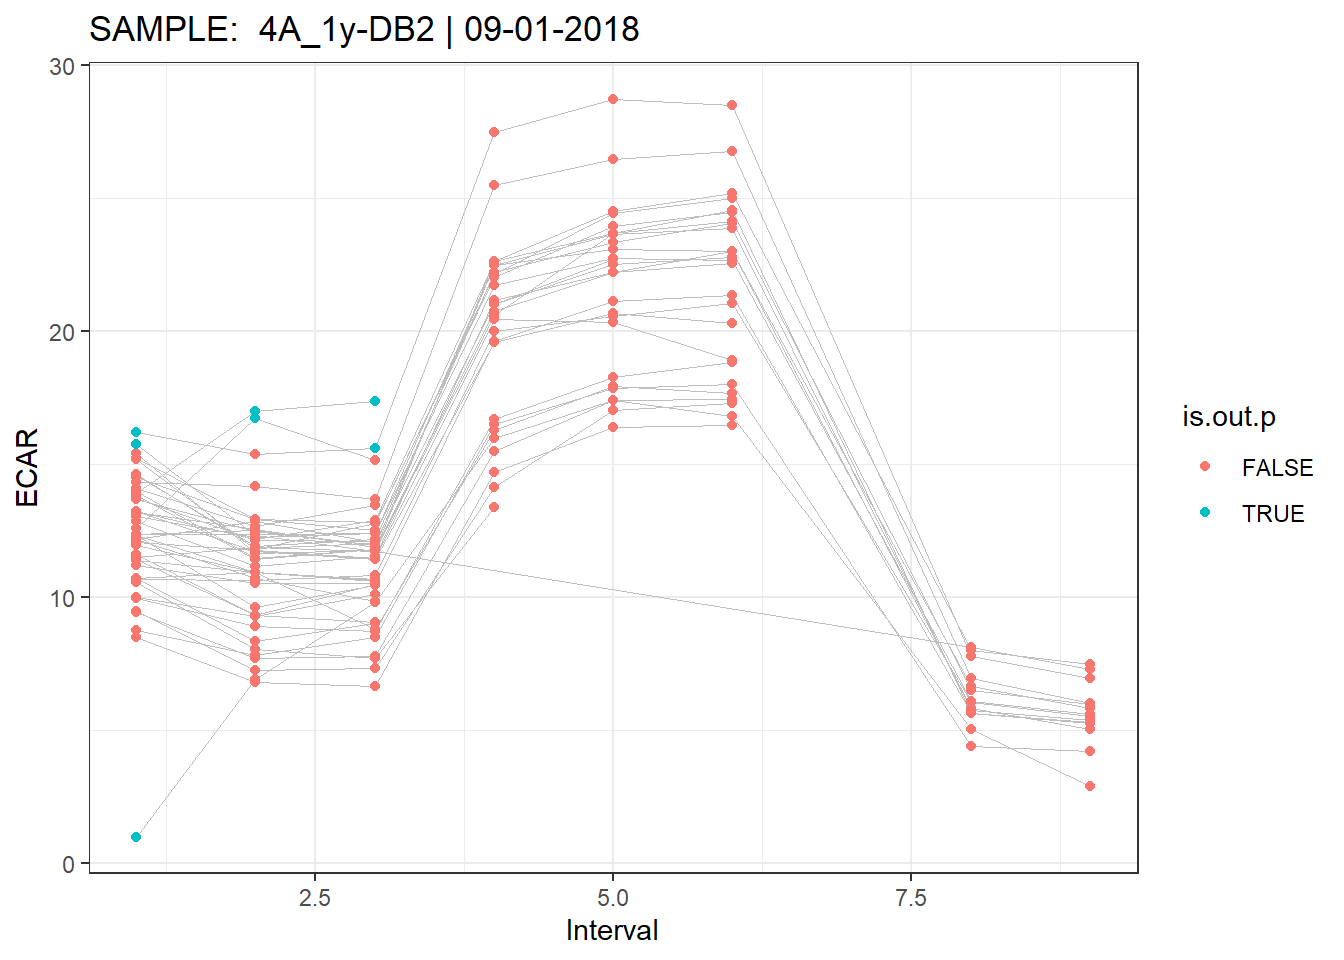 SAMPLE:  4A_1y-DB2 | 09-01-2018
30
20
10
0
ECAR
2.5
5.0
7.5
Interval
is.out.p
FALSE
TRUE